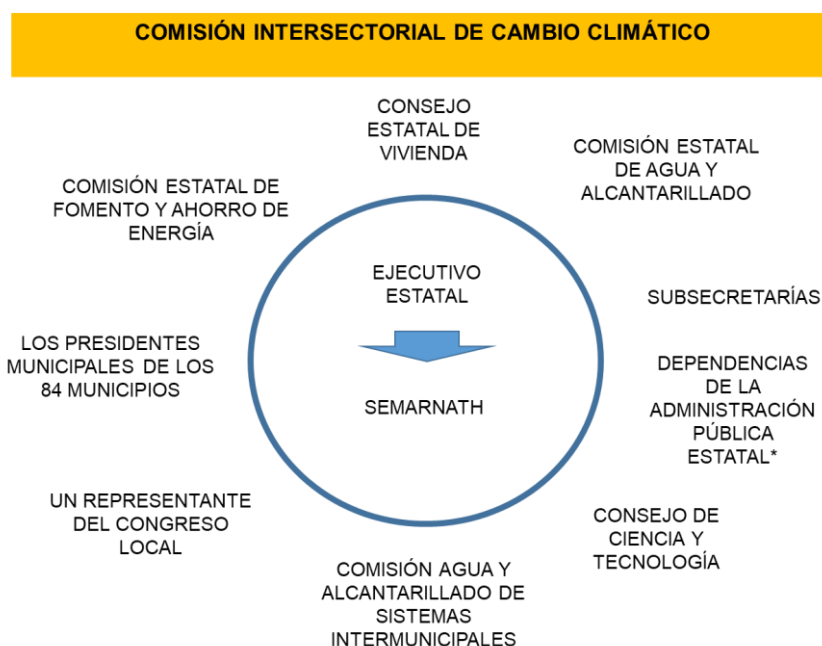 COMISIÓN INTERSECTORIAL DE CAMBIO CLIMÁTICO
CONSEJO
ESTATAL DE
VIVIENDA
COMISIÓN ESTATAL
DE AGUA Y
ALCANTARILLADO
COMISIÓN ESTATAL DE
FOMENTO Y AHORRO DE
ENERGÍA
EJECUTIVO
ESTATAL
SUBSECRETARÍAS
LOS PRESIDENTES
MUNICIPALES DE LOS
84 MUNICIPIOS
DEPENDENCIAS
DE LA
ADMINISTRACIÓN
PÚBLICA
ESTATAL*
SEMARNATH
UN REPRESENTANTE
DEL CONGRESO
LOCAL
CONSEJO DE
CIENCIA Y
TECNOLOGÍA
COMISIÓN AGUA Y
ALCANTARILLADO DE
SISTEMAS
INTERMUNICIPALES